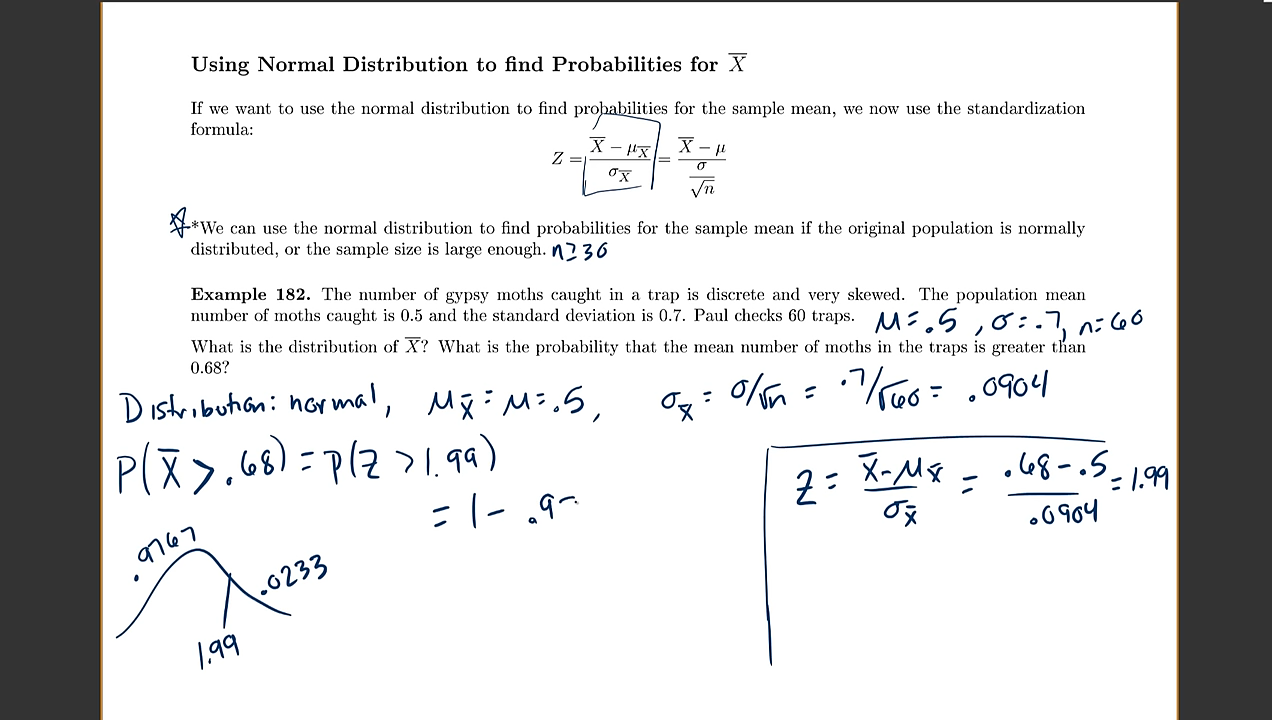 Using Normal Distribution to find Probabilities for X̅
If we want to use the normal distribution to find probabilities for the sample mean, we now use the standardization
formula:
Z = (X̅ − μ_X̅)/σ_X̅ = (X̅ − μ)/(σ/√n)
*We can use the normal distribution to find probabilities for the sample mean if the original population is normally
distributed, or the sample size is large enough. n≥30
Example 182. The number of gypsy moths caught in a trap is discrete and very skewed. The population mean
number of moths caught is 0.5 and the standard deviation is 0.7. Paul checks 60 traps. μ=.5, σ=.7, n=60
What is the distribution of X̅? What is the probability that the mean number of moths in the traps is greater than
0.68?
Distribution: normal, μ_x̄ = μ = .5, σ_x̄ = σ/√n = .7/√60 = .0904
P(X̅ > .68) = P(Z > 1.99)
= 1 - .9
Z = (x̄ - μ_x̄)/σ_x̄ = (.68 - .5)/.0904 = 1.99
.9767
.0233
1.99